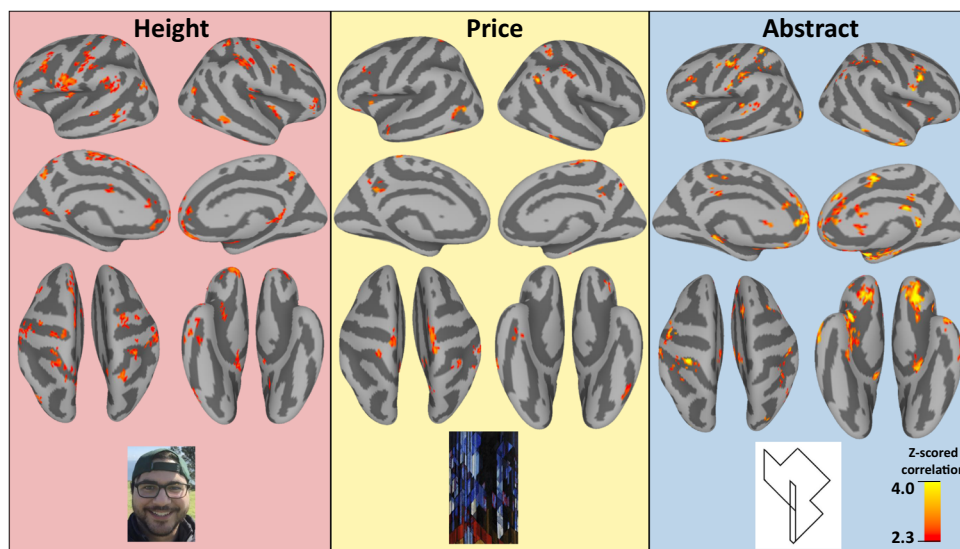 Height
Price
Abstract
Z-scored
correlation
4.0
2.3